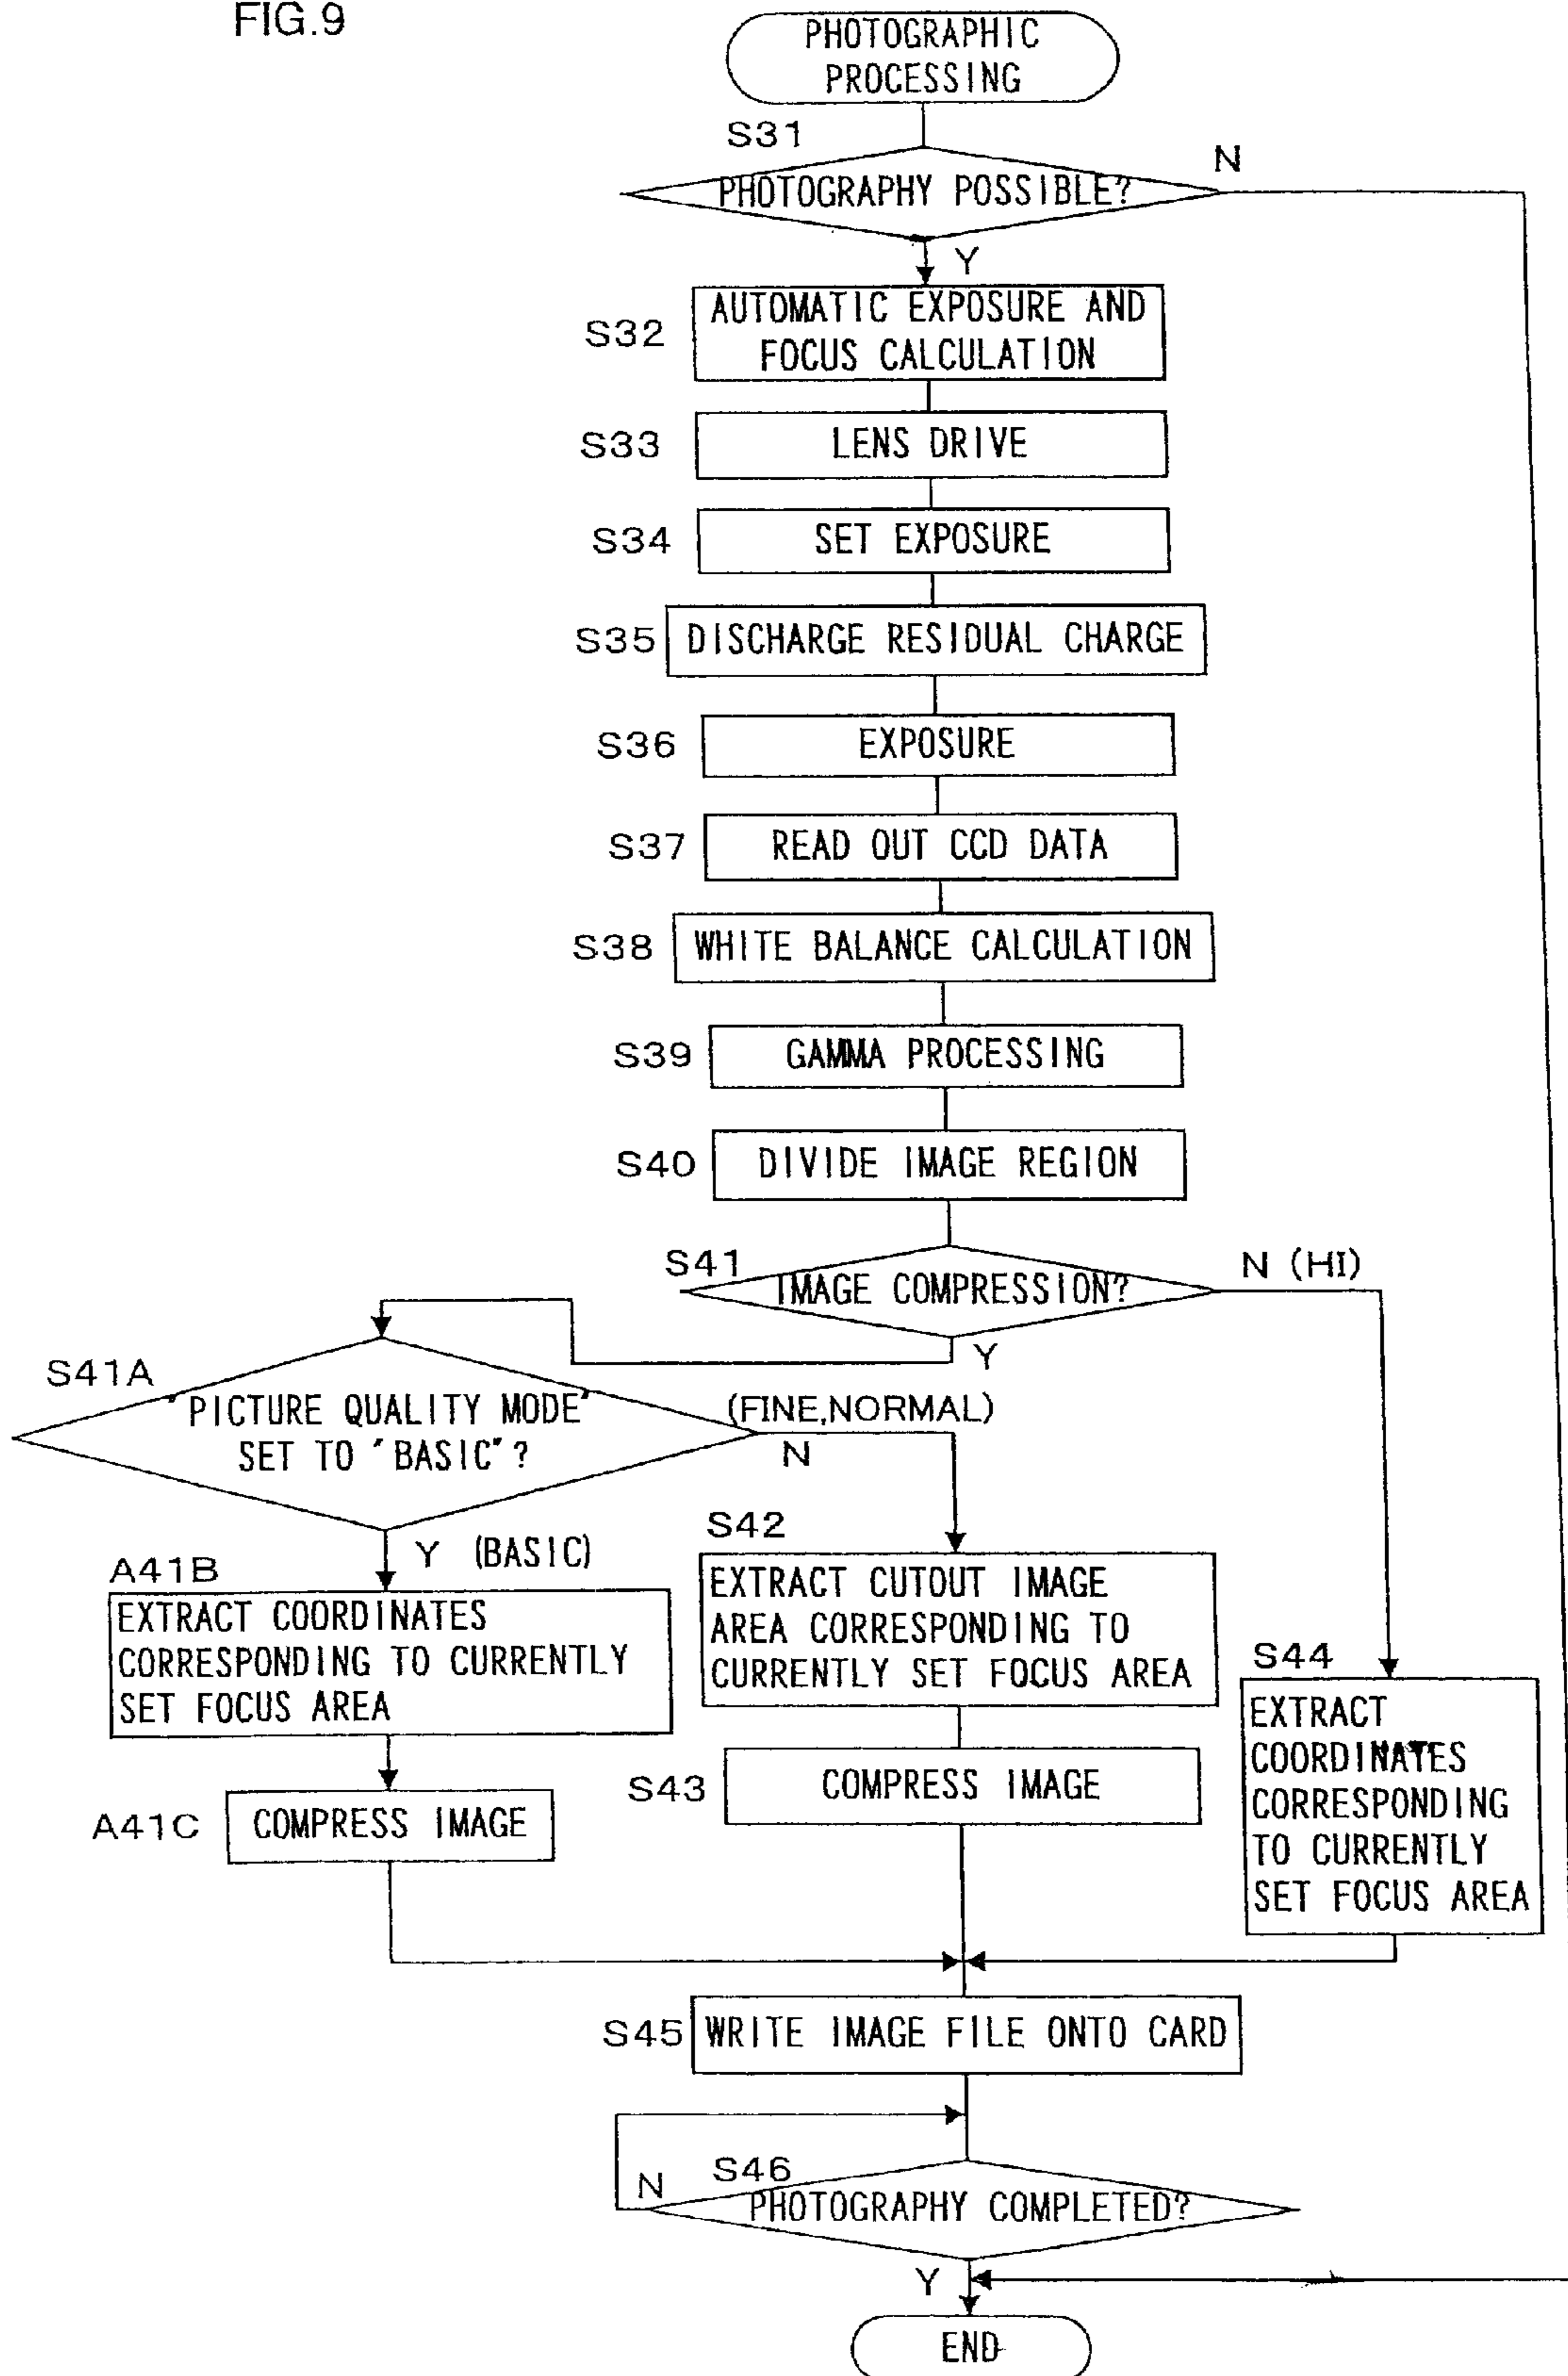 FIG.9
PHOTOGRAPHIC
PROCESSING
S31
N
PHOTOGRAPHY POSSIBLE?
Y
S32
AUTOMATIC EXPOSURE AND
FOCUS CALCULATION
S33
LENS DRIVE
S34
SET EXPOSURE
S35
DISCHARGE RESIDUAL CHARGE
S36
EXPOSURE
S37
READ OUT CCD DATA
S38
WHITE BALANCE CALCULATION
S39
GAMMA PROCESSING
S40
DIVIDE IMAGE REGION
S41
N (HI)
IMAGE COMPRESSION?
Y
S41A
"PICTURE QUALITY MODE"
SET TO "BASIC"?
(FINE,NORMAL)
N
Y (BASIC)
A41B
EXTRACT COORDINATES
CORRESPONDING TO CURRENTLY
SET FOCUS AREA
A41C
COMPRESS IMAGE
S42
EXTRACT CUTOUT IMAGE
AREA CORRESPONDING TO
CURRENTLY SET FOCUS AREA
S43
COMPRESS IMAGE
S44
EXTRACT
COORDINATES
CORRESPONDING
TO CURRENTLY
SET FOCUS AREA
S45
WRITE IMAGE FILE ONTO CARD
S46
N
PHOTOGRAPHY COMPLETED?
Y
END